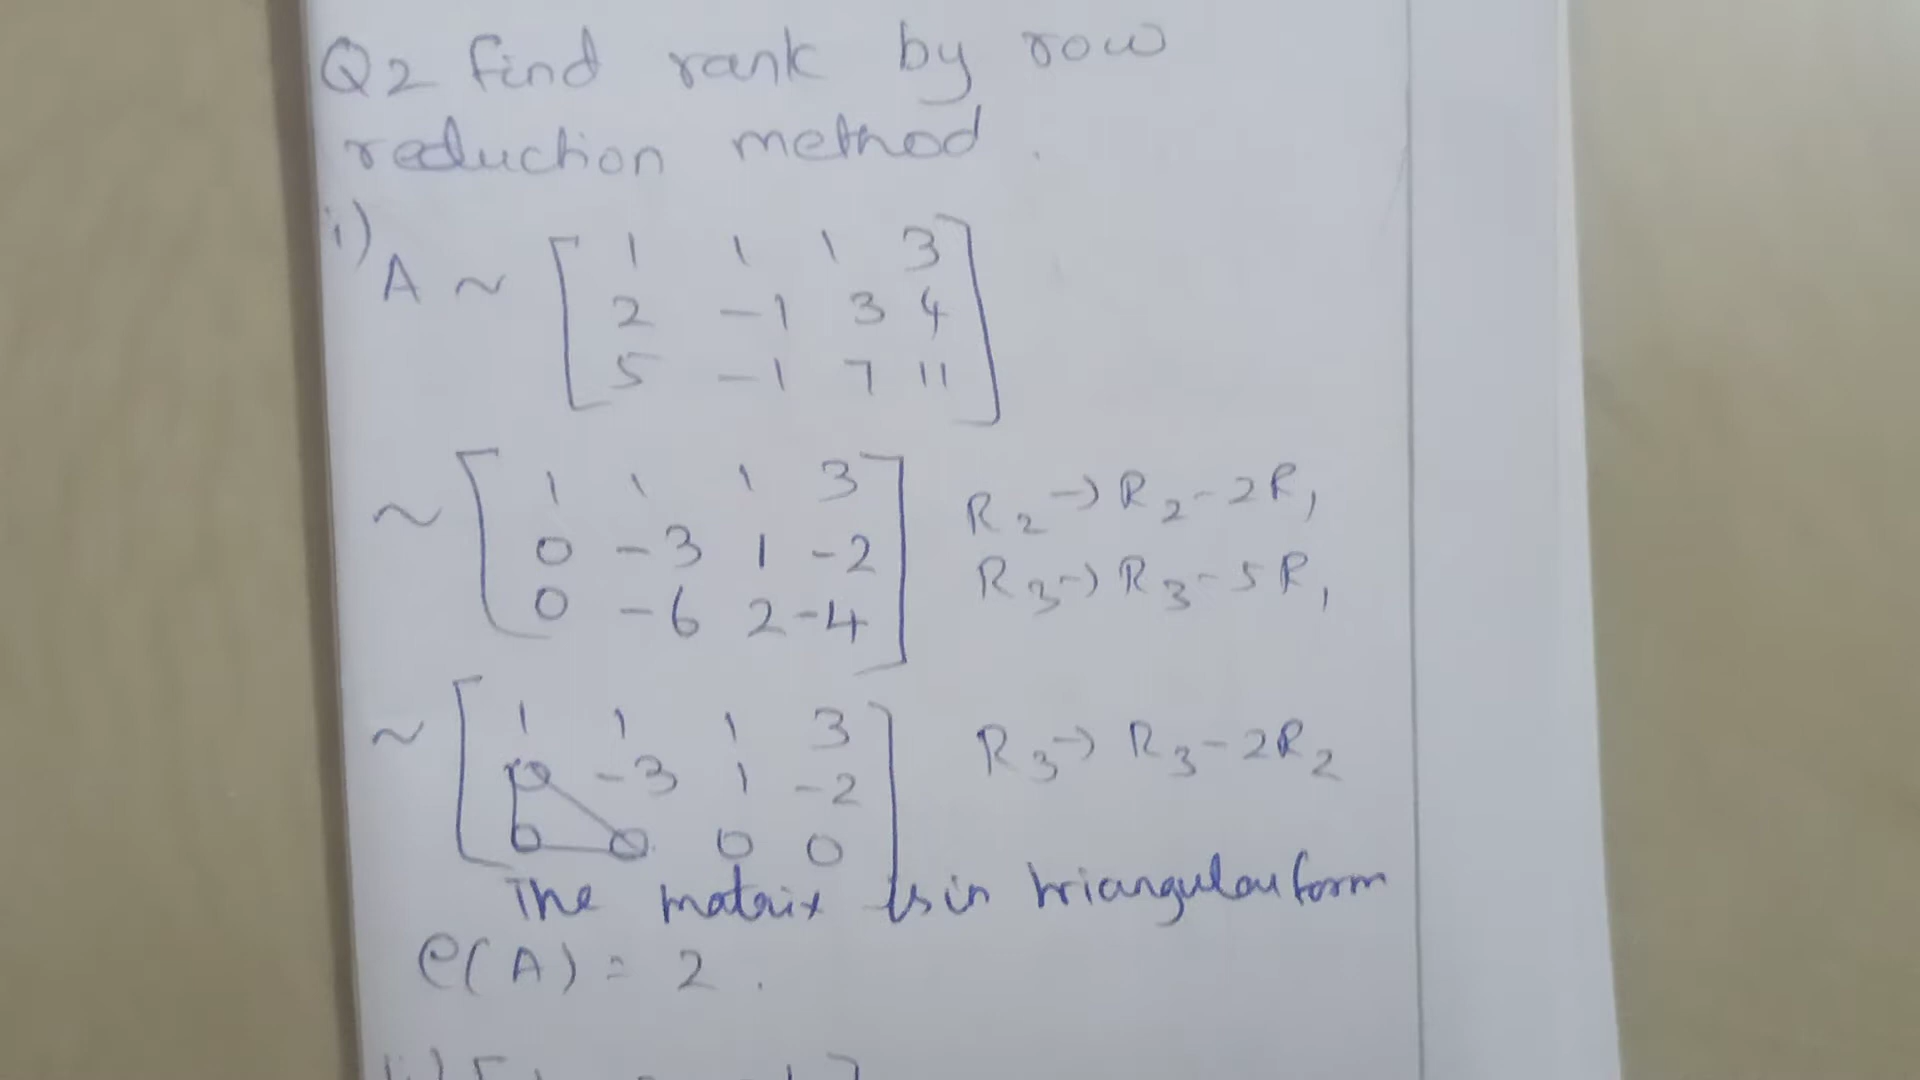 Q2 find rank by row
reduction method.
i)
A ~ [ 1 1 1 3
2 -1 3 4
5 -1 7 11 ]
~ [ 1 1 1 3
0 -3 1 -2
0 -6 2 -4 ]
R2 → R2 - 2R1
R3 → R3 - 5R1
~ [ 1 1 1 3
0 -3 1 -2
0 0 0 0 ]
R3 → R3 - 2R2
The matrix is in triangular form
ρ(A) = 2.